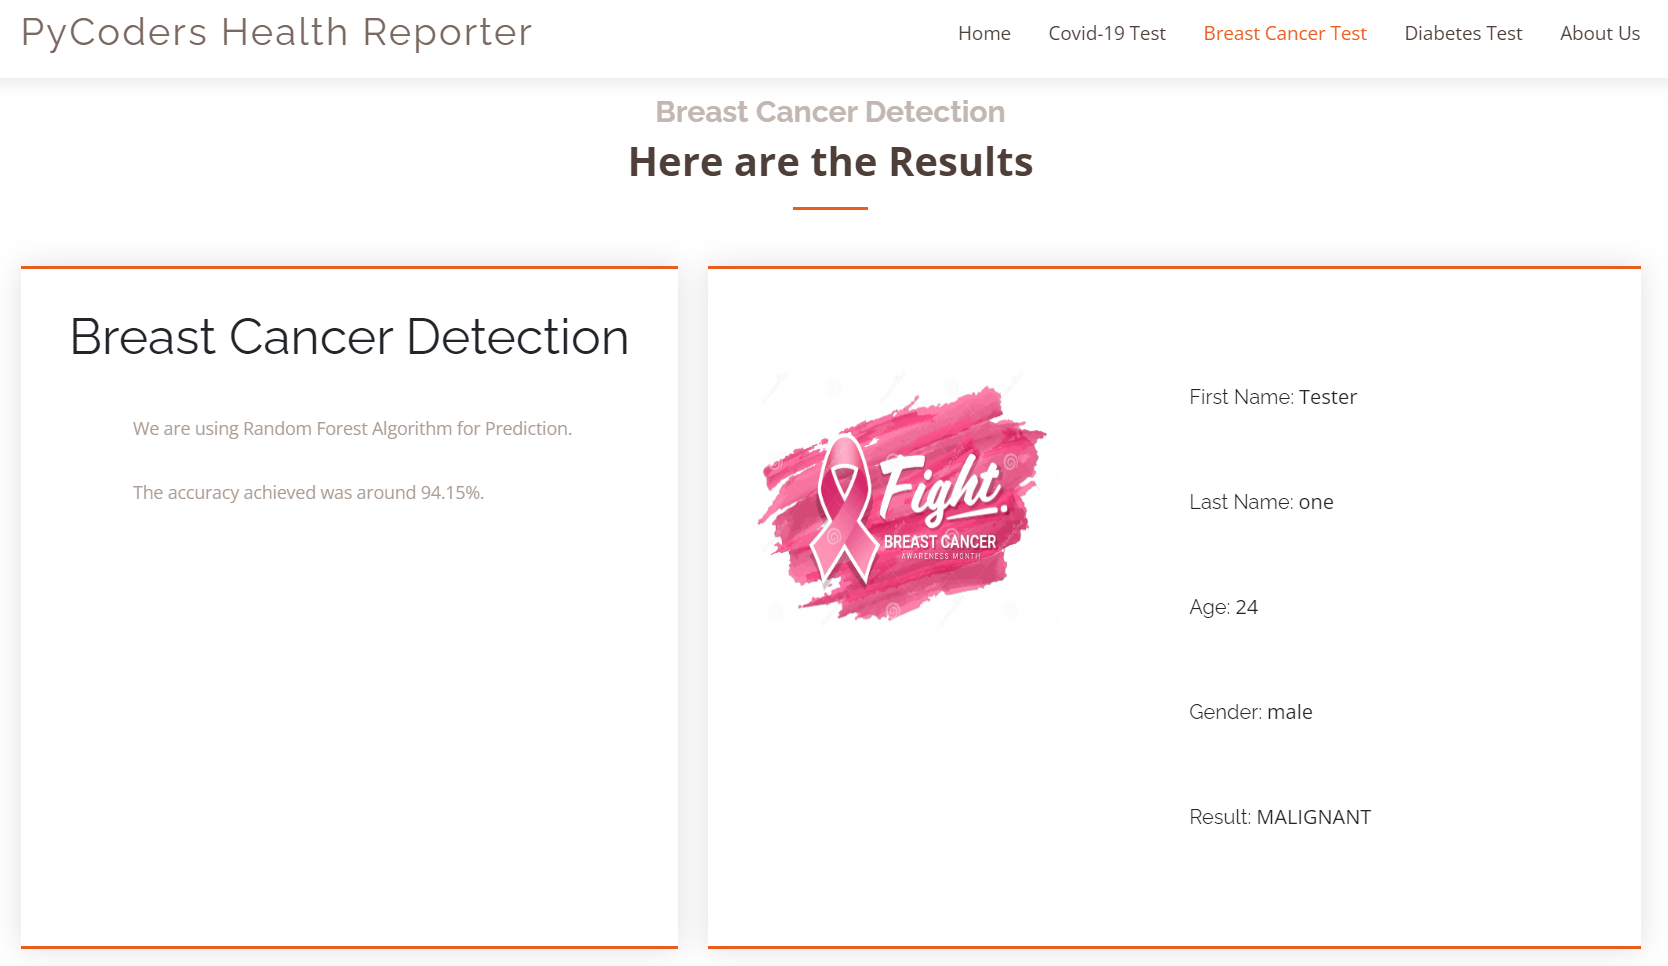 PyCoders Health Reporter
Home Covid-19 Test Breast Cancer Test Diabetes Test About Us
Breast Cancer Detection
Here are the Results
Breast Cancer Detection
We are using Random Forest Algorithm for Prediction.
The accuracy achieved was around 94.15%.
Fight.
BREAST CANCER
AWARENESS MONTH
First Name: Tester
Last Name: one
Age: 24
Gender: male
Result: MALIGNANT